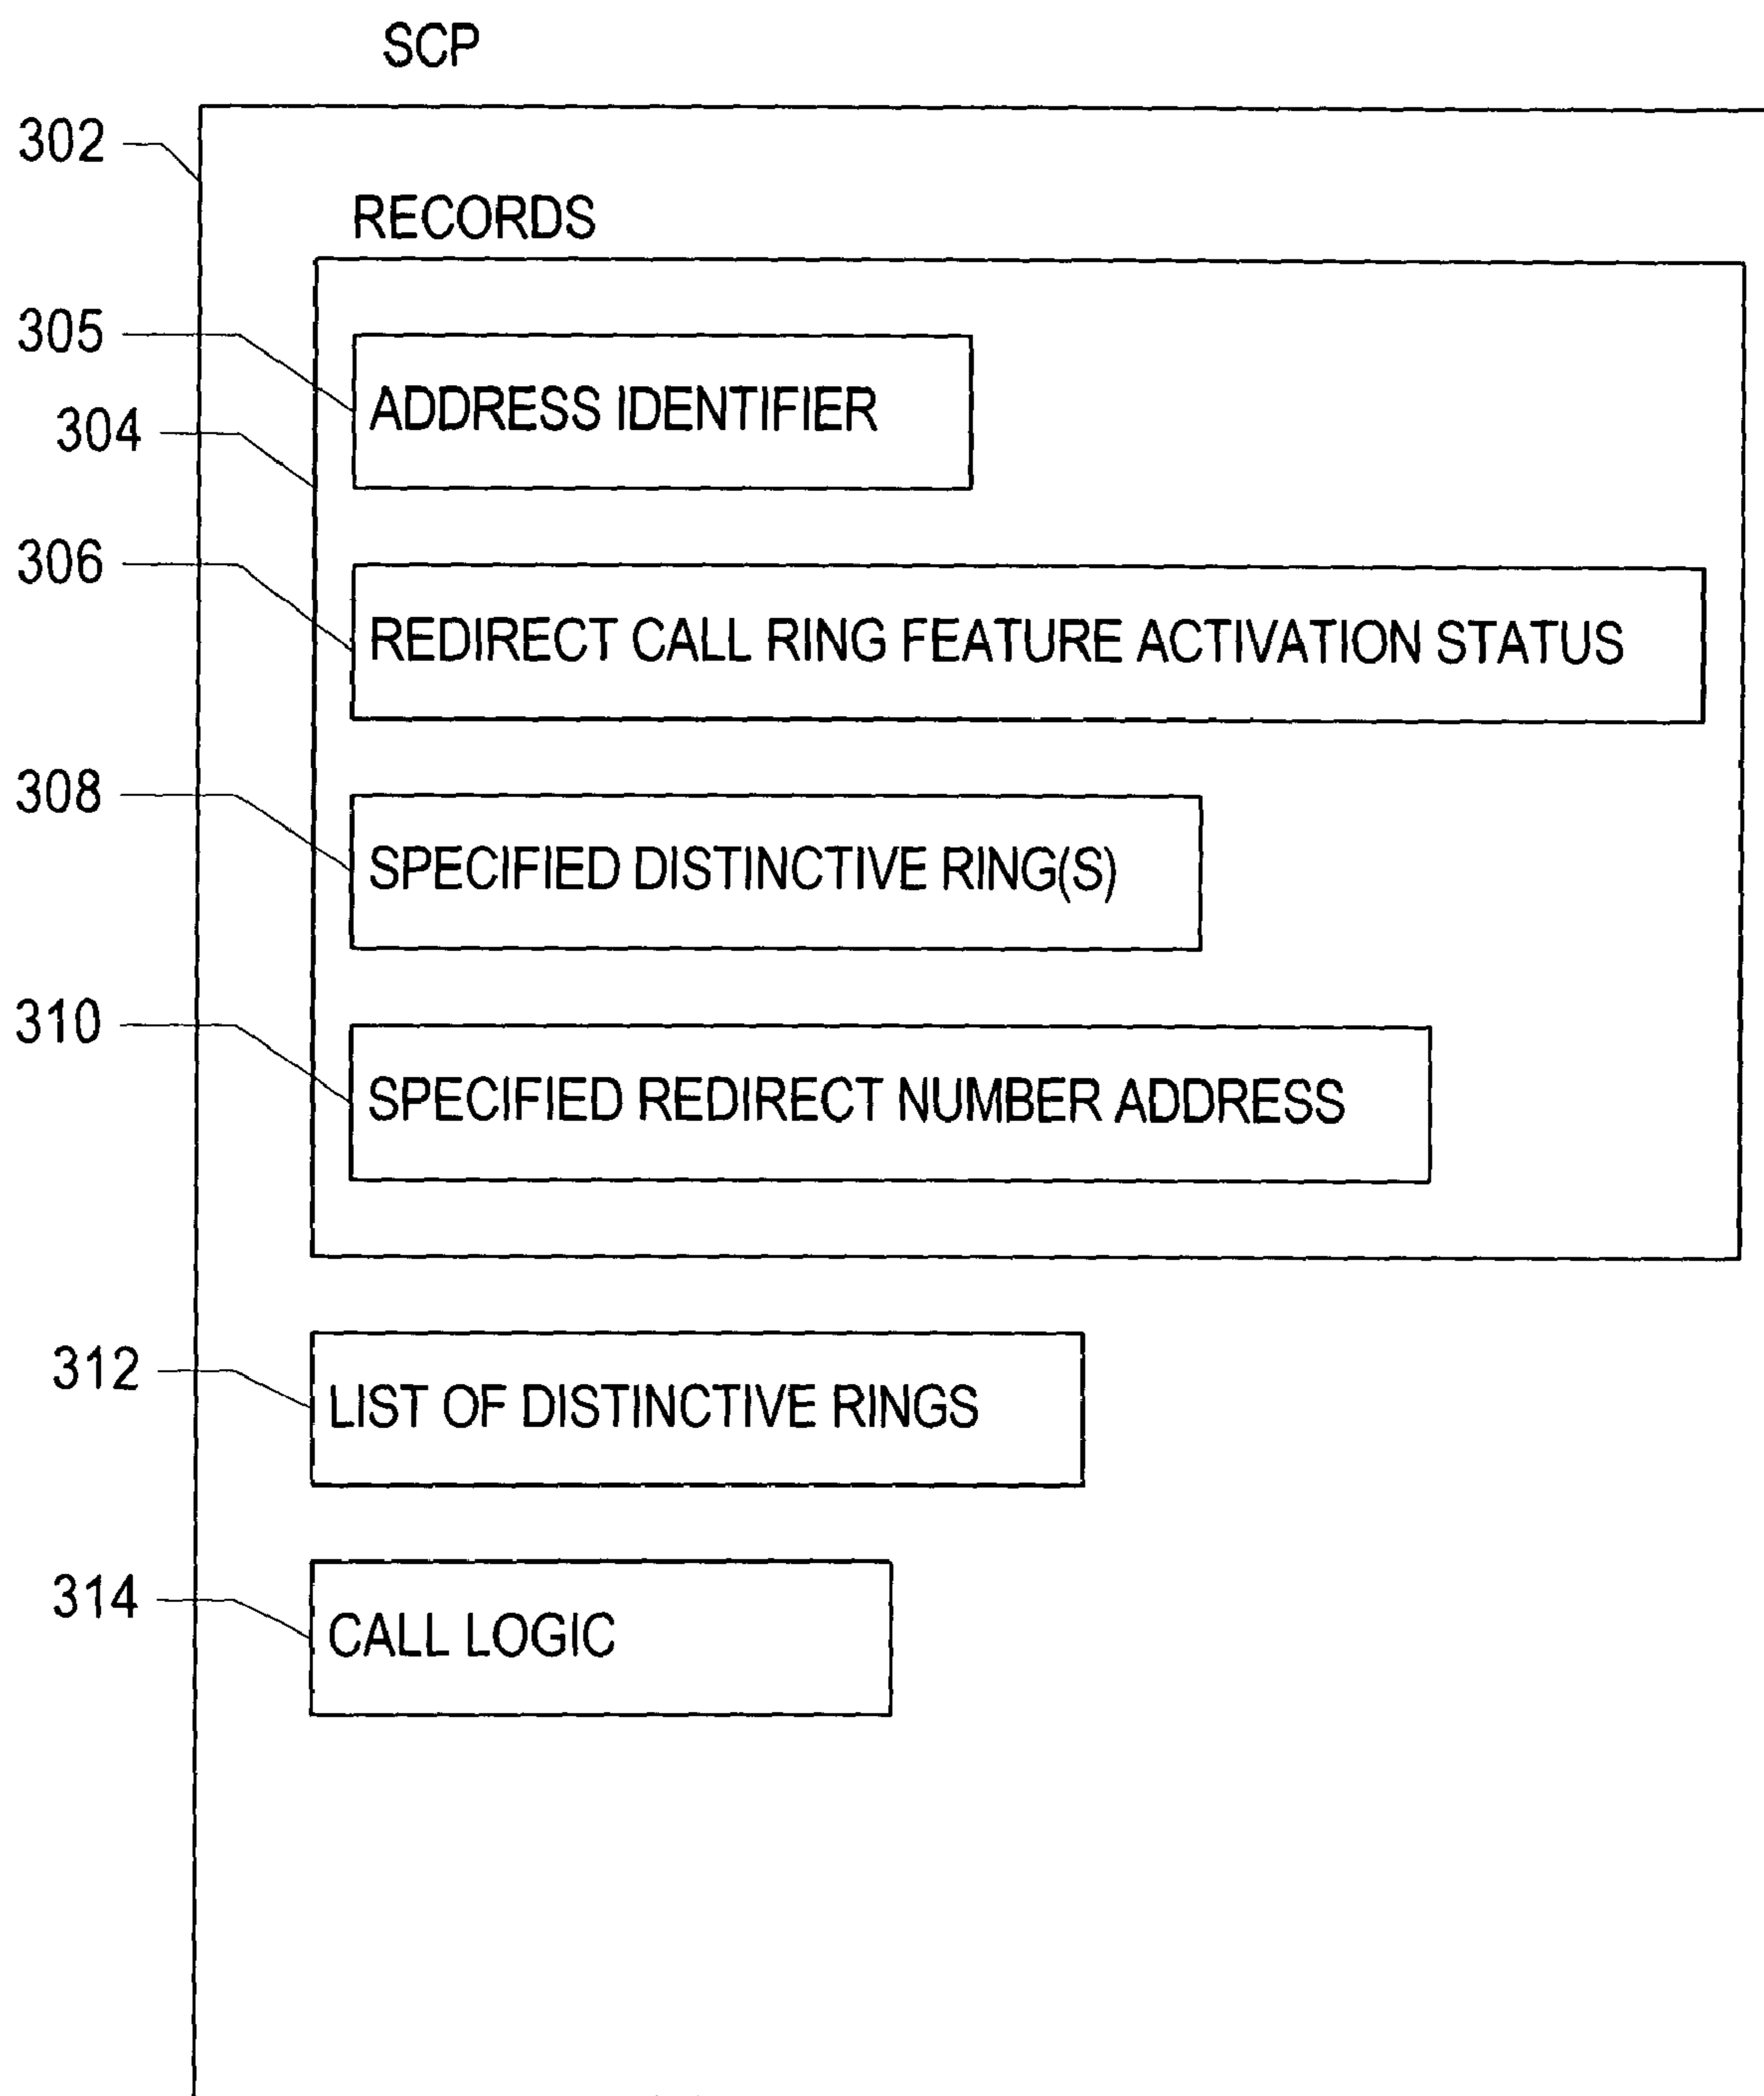 SCP
302
RECORDS
305
ADDRESS IDENTIFIER
304
306
REDIRECT CALL RING FEATURE ACTIVATION STATUS
308
SPECIFIED DISTINCTIVE RING(S)
310
SPECIFIED REDIRECT NUMBER ADDRESS
312
LIST OF DISTINCTIVE RINGS
314
CALL LOGIC